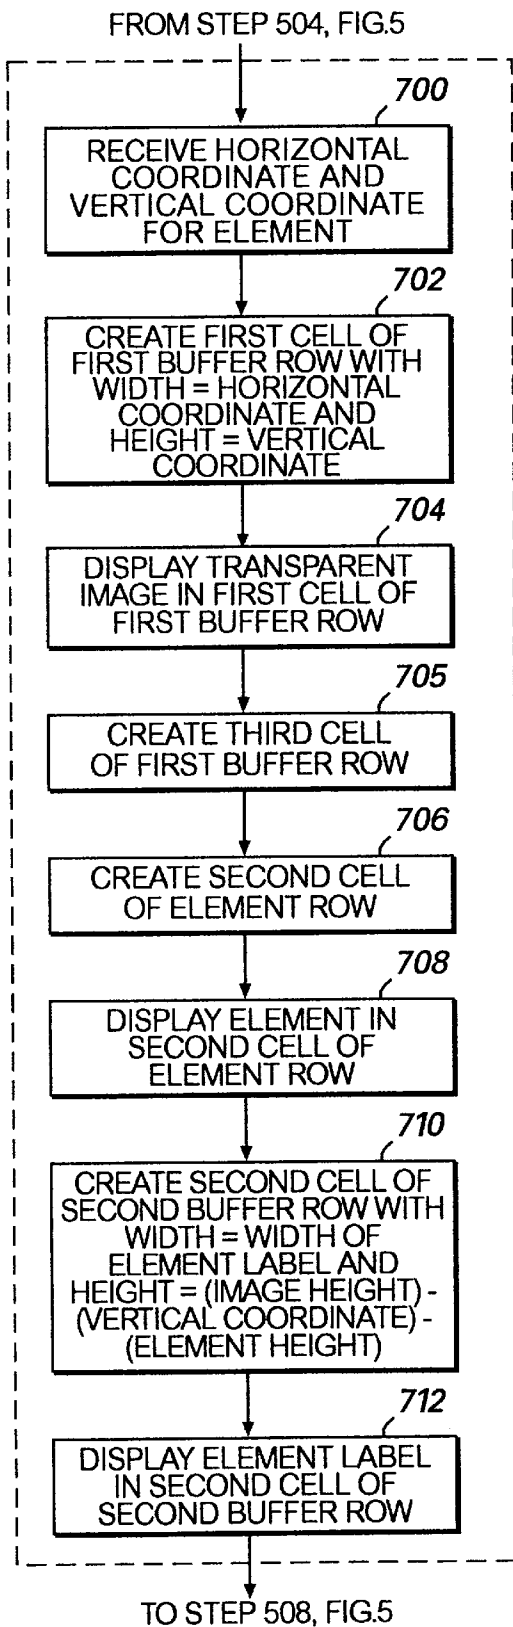 FROM STEP 504, FIG.5
700
RECEIVE HORIZONTAL
COORDINATE AND
VERTICAL COORDINATE
FOR ELEMENT
702
CREATE FIRST CELL OF
FIRST BUFFER ROW WITH
WIDTH = HORIZONTAL
COORDINATE AND
HEIGHT = VERTICAL
COORDINATE
704
DISPLAY TRANSPARENT
IMAGE IN FIRST CELL OF
FIRST BUFFER ROW
705
CREATE THIRD CELL
OF FIRST BUFFER ROW
706
CREATE SECOND CELL
OF ELEMENT ROW
708
DISPLAY ELEMENT IN
SECOND CELL OF
ELEMENT ROW
710
CREATE SECOND CELL OF
SECOND BUFFER ROW WITH
WIDTH = WIDTH OF
ELEMENT LABEL AND
HEIGHT = (IMAGE HEIGHT) -
(VERTICAL COORDINATE) -
(ELEMENT HEIGHT)
712
DISPLAY ELEMENT LABEL
IN SECOND CELL OF
SECOND BUFFER ROW
TO STEP 508, FIG.5